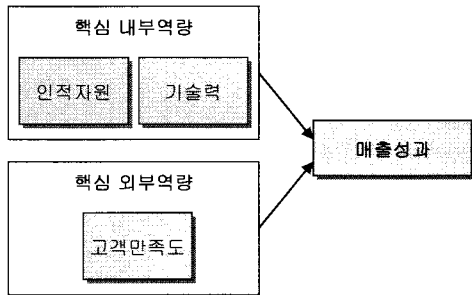 핵심 내부역량
인적자원 기술력
매출성과
핵심 외부역량
고객만족도